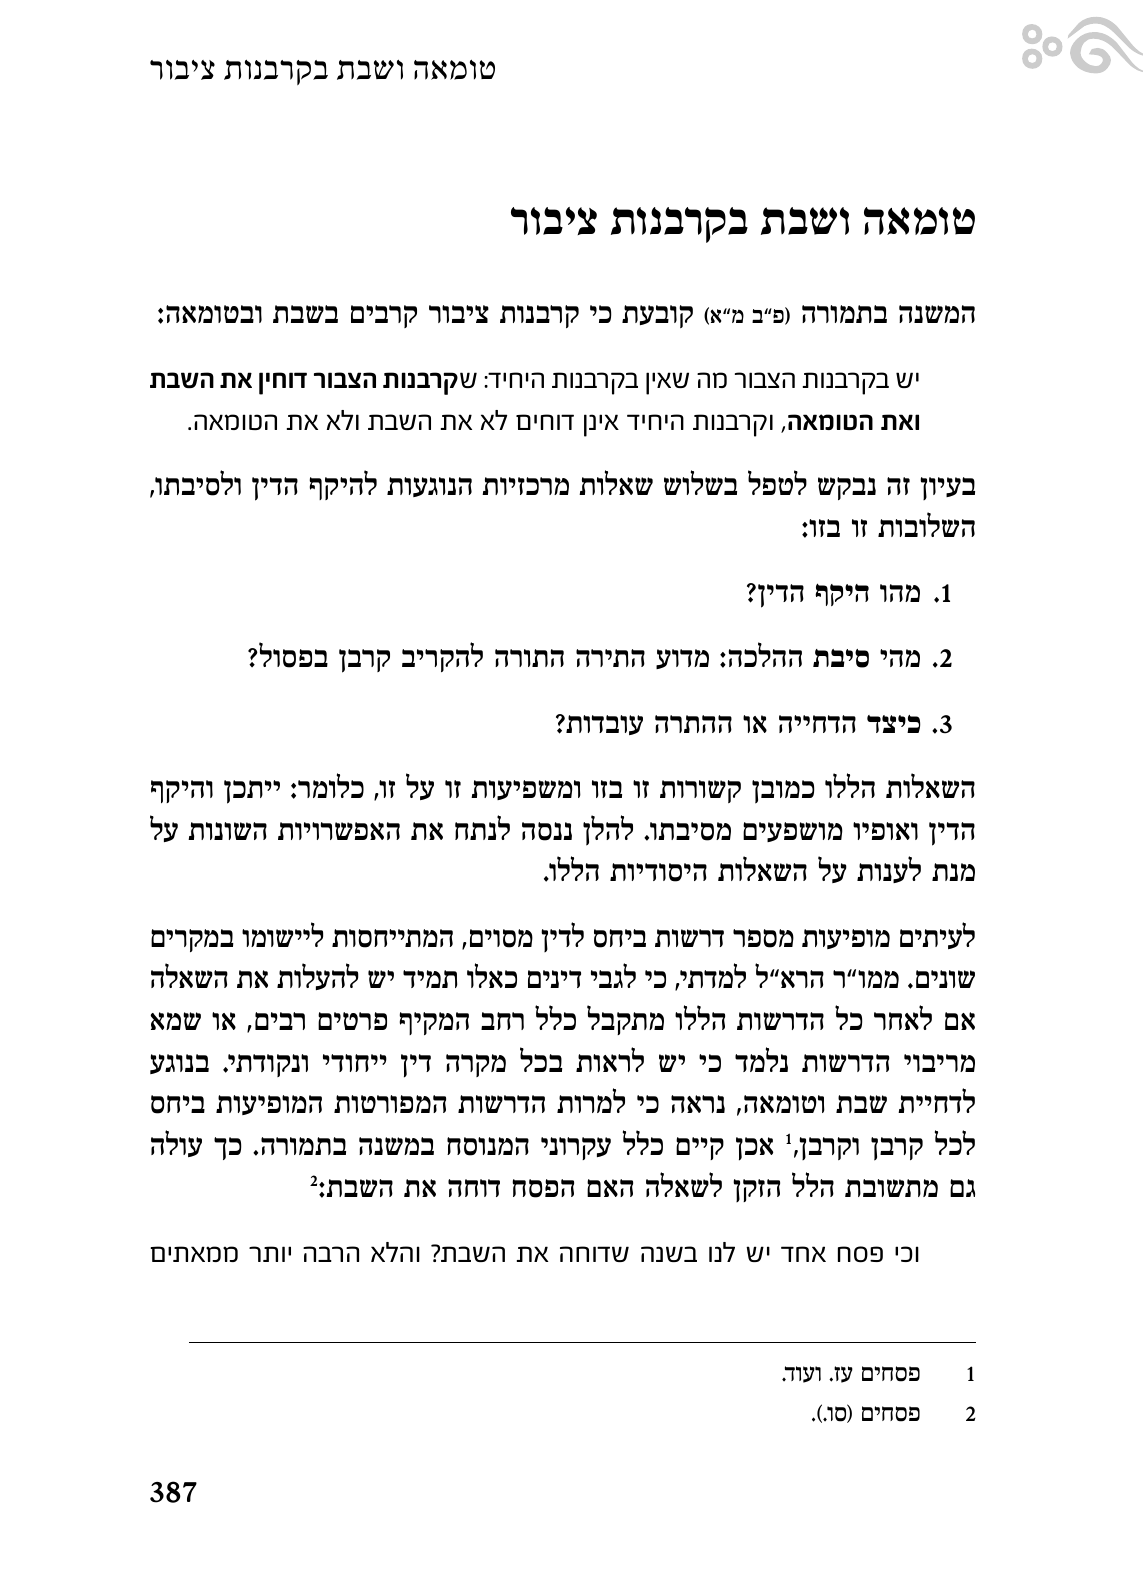 טומאה ושבת בקרבנות ציבור
טומאה ושבת בקרבנות ציבור
המשנה בתמורה (פ״ב מ״א) קובעת כי קרבנות ציבור קרבים בשבת ובטומאה:
יש בקרבנות הצבור מה שאין בקרבנות היחיד: שקרבנות הצבור דוחין את השבת
ואת הטומאה, וקרבנות היחיד אינן דוחים לא את השבת ולא את הטומאה.
בעיון זה נבקש לטפל בשלוש שאלות מרכזיות הנוגעות להיקף הדין ולסיבתו,
השלובות זו בזו:
1. מהו היקף הדין?
2. מהי סיבת ההלכה: מדוע התירה התורה להקריב קרבן בפסול?
3. כיצד הדחייה או ההתרה עובדות?
השאלות הללו כמובן קשורות זו בזו ומשפיעות זו על זו, כלומר: ייתכן והיקף
הדין ואופיו מושפעים מסיבתו. להלן ננסה לנתח את האפשרויות השונות על
מנת לענות על השאלות היסודיות הללו.
לעיתים מופיעות מספר דרשות ביחס לדין מסוים, המתייחסות ליישומו במקרים
שונים. ממו״ר הרא״ל למדתי, כי לגבי דינים כאלו תמיד יש להעלות את השאלה
אם לאחר כל הדרשות הללו מתקבל כלל רחב המקיף פרטים רבים, או שמא
מריבוי הדרשות נלמד כי יש לראות בכל מקרה דין ייחודי ונקודתי. בנוגע
לדחיית שבת וטומאה, נראה כי למרות הדרשות המפורטות המופיעות ביחס
לכל קרבן וקרבן,1 אכן קיים כלל עקרוני המנוסח במשנה בתמורה. כך עולה
גם מתשובת הלל הזקן לשאלה האם הפסח דוחה את השבת:2
וכי פסח אחד יש לנו בשנה שדוחה את השבת? והלא הרבה יותר ממאתים
1 פסחים עז. ועוד.
2 פסחים (סו.).
387